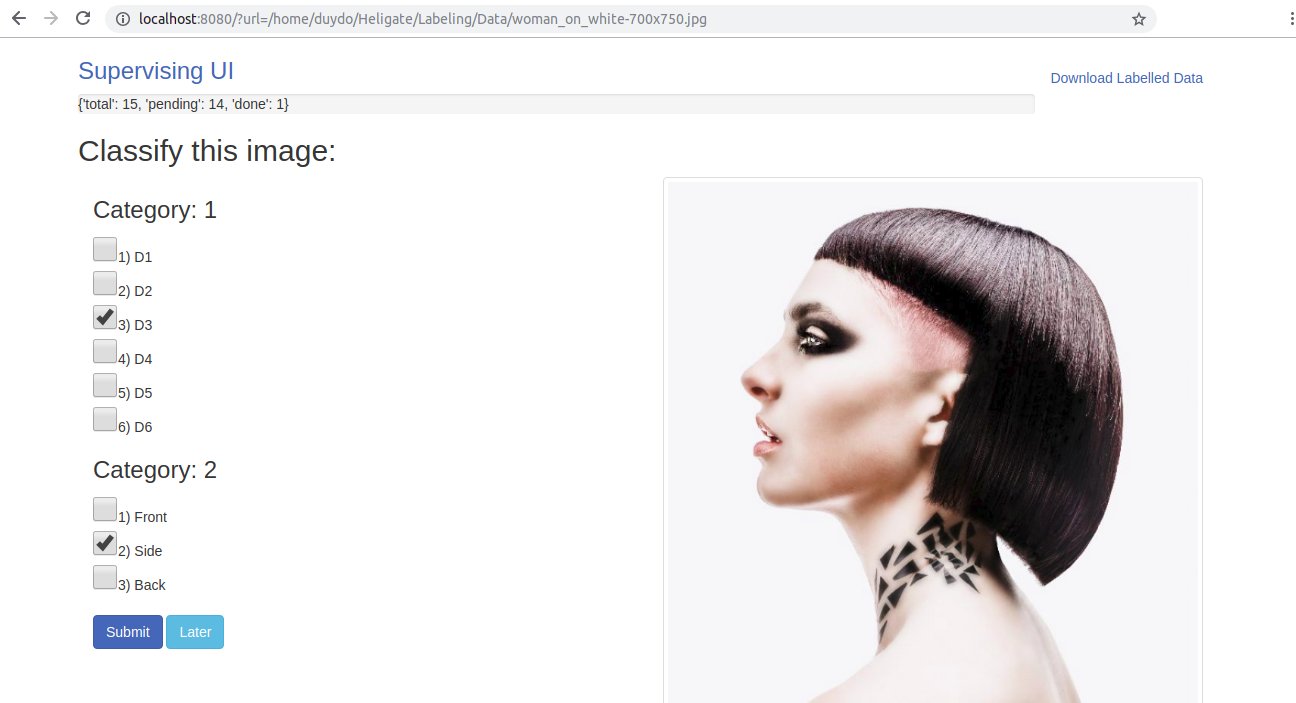 localhost:8080/?url=/home/duydo/Heligate/Labeling/Data/woman_on_white-700x750.jpg
Supervising UI
Download Labelled Data
{'total': 15, 'pending': 14, 'done': 1}
Classify this image:
Category: 1
1) D1
2) D2
3) D3
4) D4
5) D5
6) D6
Category: 2
1) Front
2) Side
3) Back
Submit Later